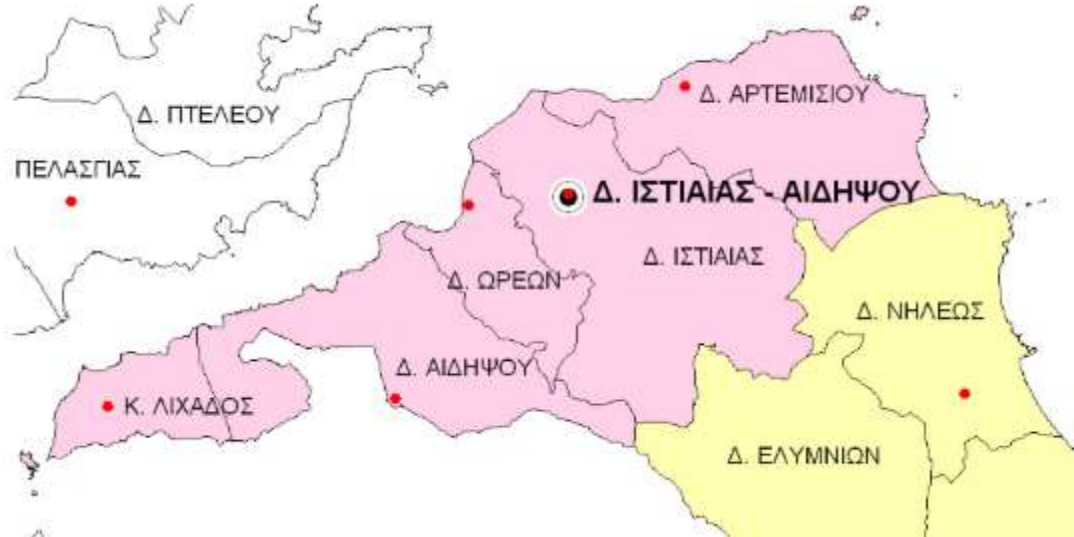 Δ. ΑΡΤΕΜΙΣΙΟΥ
Δ. ΠΤΕΛΕΟΥ
ΠΕΛΑΣΓΙΑΣ
Δ. ΙΣΤΙΑΙΑΣ - ΑΙΔΗΨΟΥ
Δ. ΙΣΤΙΑΙΑΣ
Δ. ΩΡΕΩΝ
Δ. ΝΗΛΕΩΣ
Δ. ΑΙΔΗΨΟΥ
Κ. ΛΙΧΑΔΟΣ
Δ. ΕΛΥΜΝΙΩΝ